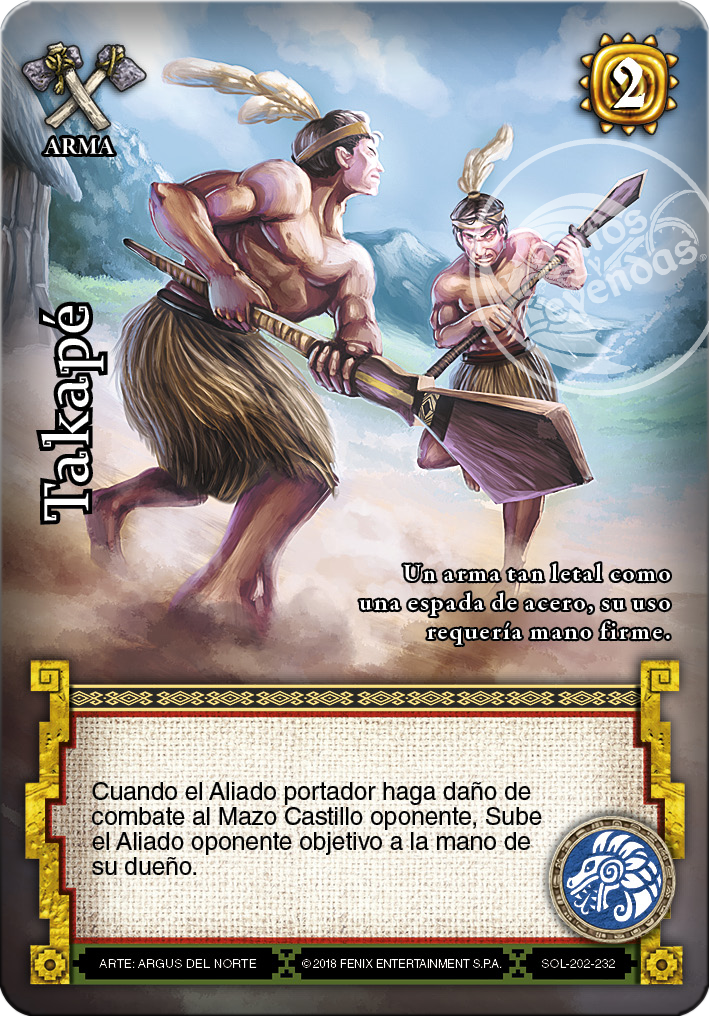 2
ARMA
Mitos
y
Leyendas
Takapé
Un arma tan letal como
una espada de acero, su uso
requería mano firme.
Cuando el Aliado portador haga daño de
combate al Mazo Castillo oponente, Sube
el Aliado oponente objetivo a la mano de
su dueño.
ARTE: ARGUS DEL NORTE
© 2018 FENIX ENTERTAINMENT S.P.A.
SOL-202-232